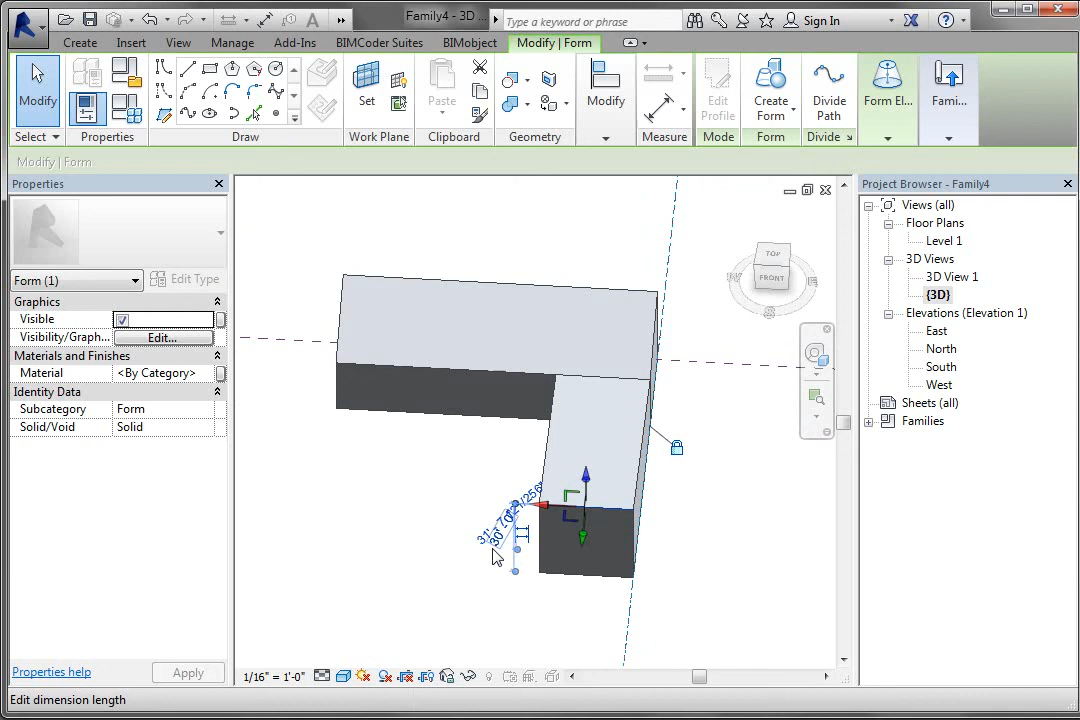 Family4 - 3D ...
Type a keyword or phrase
Sign In
Create Insert View Manage Add-Ins BIMCoder Suites BIMobject Modify | Form
Modify
Set
Paste
Modify
Edit Profile
Create Form
Divide Path
Form El...
Fami...
Select Properties Draw Work Plane Clipboard Geometry Measure Mode Form Divide
Modify | Form
Properties
Form (1)
Edit Type
Graphics
Visible
Visibility/Graph... Edit...
Materials and Finishes
Material <By Category>
Identity Data
Subcategory Form
Solid/Void Solid
Properties help
Apply
TOP
FRONT
W
E
S
Project Browser - Family4
Views (all)
Floor Plans
Level 1
3D Views
3D View 1
{3D}
Elevations (Elevation 1)
East
North
South
West
Sheets (all)
Families
1/16" = 1'-0"
Edit dimension length